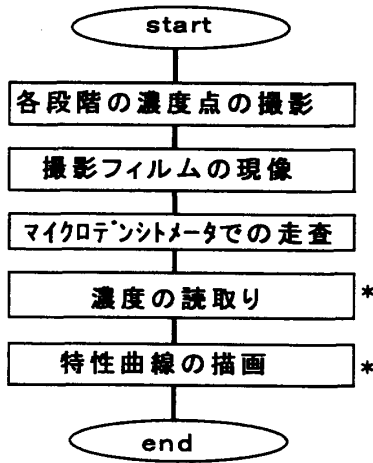 start
各段階の濃度点の撮影
撮影フィルムの現像
マイクロデンシトメータでの走査
濃度の読取り *
特性曲線の描画 *
end